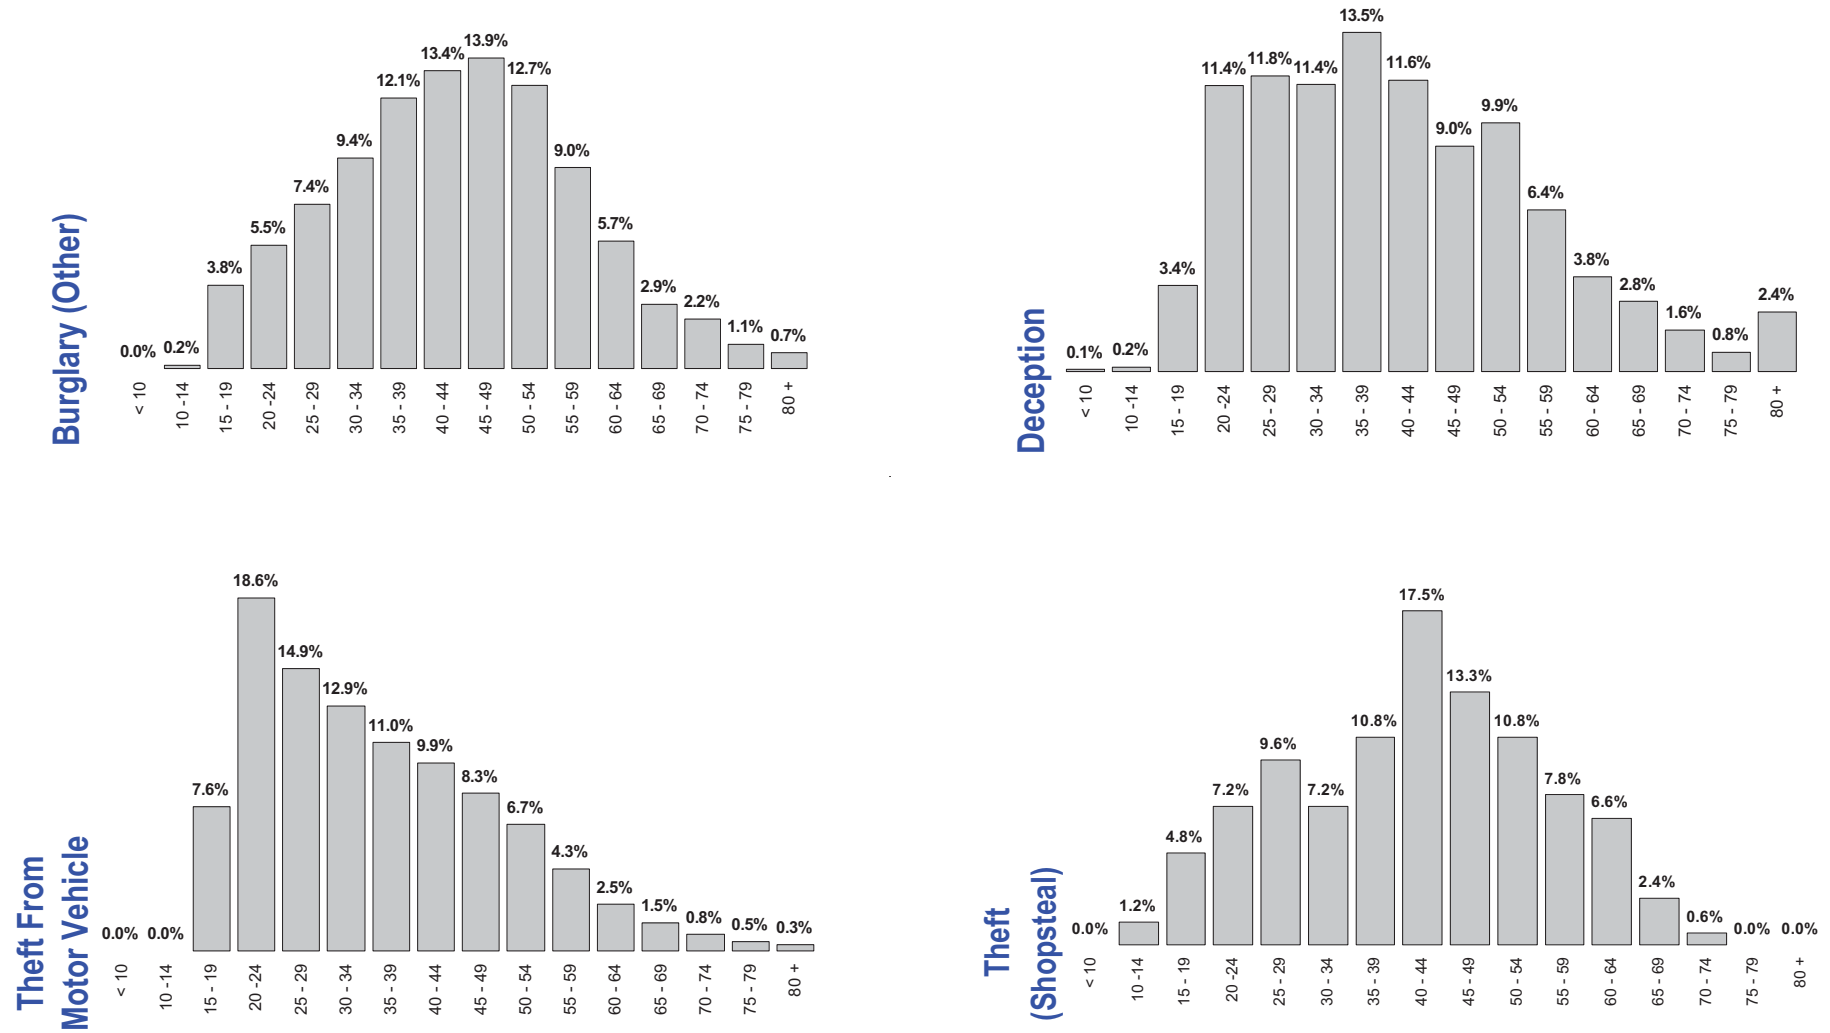 Burglary (Other)
0.0%
0.2%
3.8%
5.5%
7.4%
9.4%
12.1%
13.4%
13.9%
12.7%
9.0%
5.7%
2.9%
2.2%
1.1%
0.7%
< 10
10 -14
15 - 19
20 -24
25 - 29
30 - 34
35 - 39
40 - 44
45 - 49
50 - 54
55 - 59
60 - 64
65 - 69
70 - 74
75 - 79
80 +
Deception
0.1%
0.2%
3.4%
11.4%
11.8%
11.4%
13.5%
11.6%
9.0%
9.9%
6.4%
3.8%
2.8%
1.6%
0.8%
2.4%
< 10
10 -14
15 - 19
20 -24
25 - 29
30 - 34
35 - 39
40 - 44
45 - 49
50 - 54
55 - 59
60 - 64
65 - 69
70 - 74
75 - 79
80 +
Theft From
Motor Vehicle
0.0%
0.0%
7.6%
18.6%
14.9%
12.9%
11.0%
9.9%
8.3%
6.7%
4.3%
2.5%
1.5%
0.8%
0.5%
0.3%
< 10
10 -14
15 - 19
20 -24
25 - 29
30 - 34
35 - 39
40 - 44
45 - 49
50 - 54
55 - 59
60 - 64
65 - 69
70 - 74
75 - 79
80 +
Theft
(Shopsteal)
0.0%
1.2%
4.8%
7.2%
9.6%
7.2%
10.8%
17.5%
13.3%
10.8%
7.8%
6.6%
2.4%
0.6%
0.0%
0.0%
< 10
10 -14
15 - 19
20 -24
25 - 29
30 - 34
35 - 39
40 - 44
45 - 49
50 - 54
55 - 59
60 - 64
65 - 69
70 - 74
75 - 79
80 +